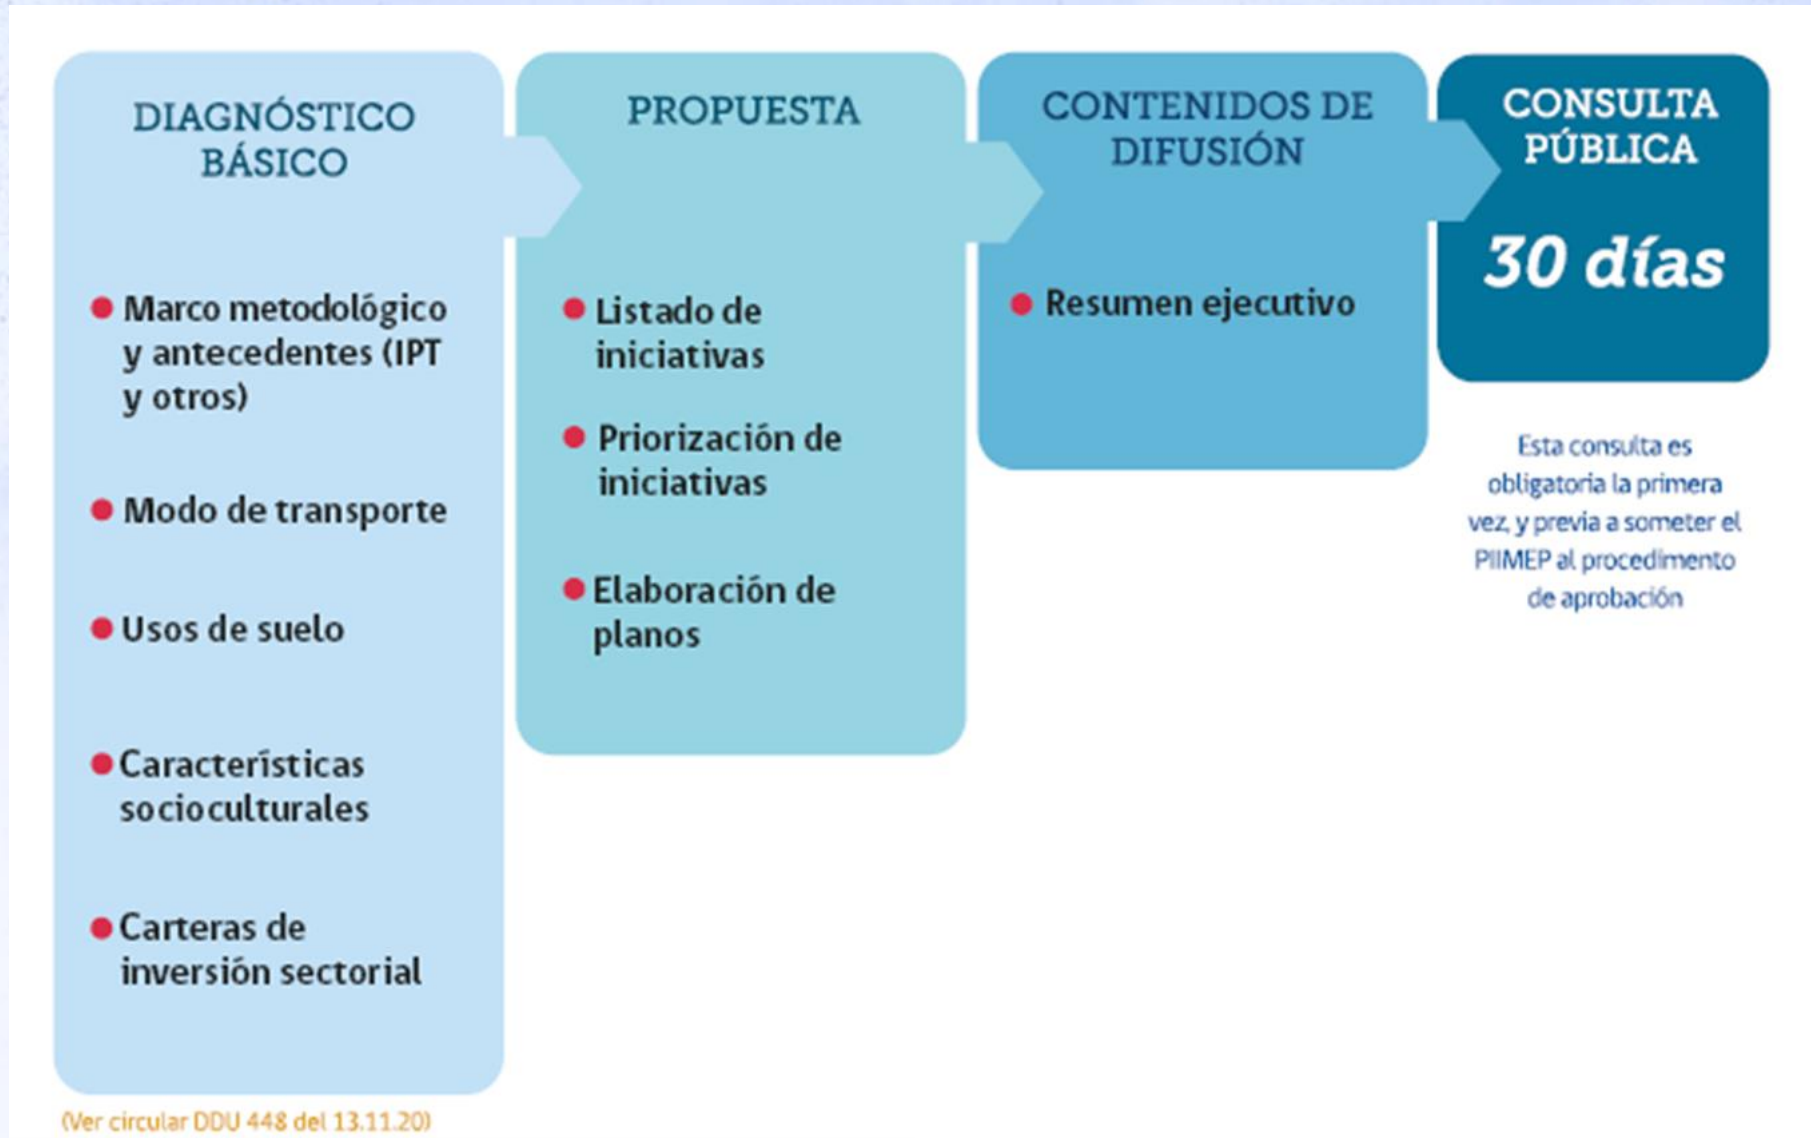 DIAGNÓSTICO
BÁSICO
Marco metodológico
y antecedentes (IPT
y otros)
Modo de transporte
Usos de suelo
Características
socioculturales
Carteras de
inversión sectorial
(Ver circular DDU 448 del 13.11.20)
PROPUESTA
Listado de
iniciativas
Priorización de
iniciativas
Elaboración de
planos
CONTENIDOS DE
DIFUSIÓN
Resumen ejecutivo
CONSULTA
PÚBLICA
30 días
Esta consulta es
obligatoria la primera
vez, y previa a someter el
PIIMEP al procedimento
de aprobación